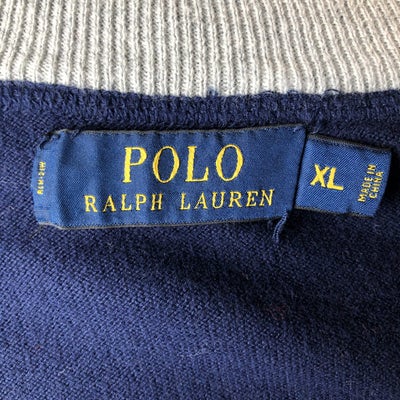 POLO
RALPH LAUREN
XL
MADE IN
CHINA